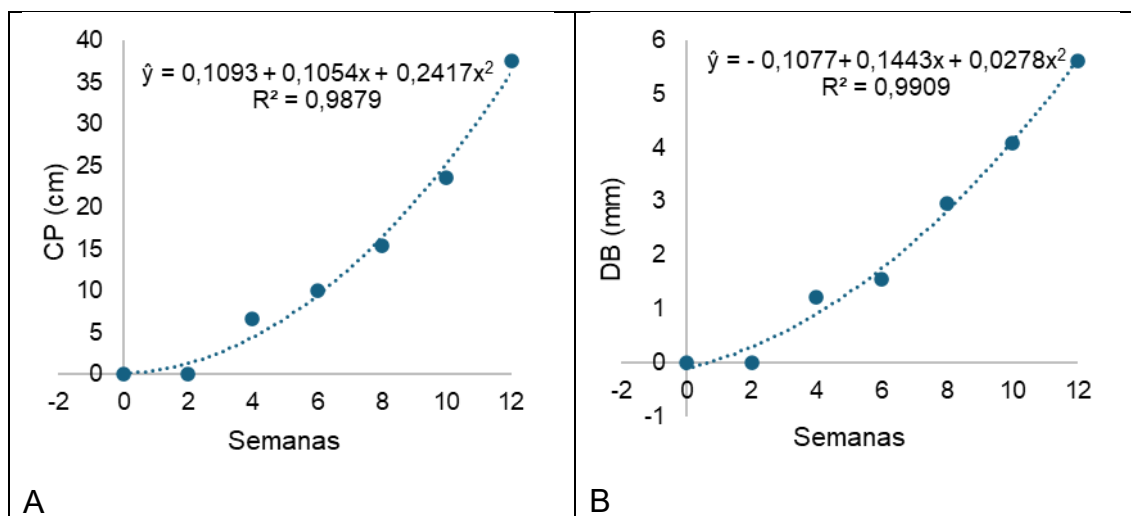 40
35
30
25
20
15
10
5
0
ŷ = 0,1093 + 0,1054x + 0,2417x²
R² = 0,9879
CP (cm)
-2 0 2 4 6 8 10 12
Semanas
A
6
5
4
3
2
1
0
-1
ŷ = - 0,1077+ 0,1443x + 0,0278x²
R² = 0,9909
DB (mm)
-2 0 2 4 6 8 10 12
Semanas
B